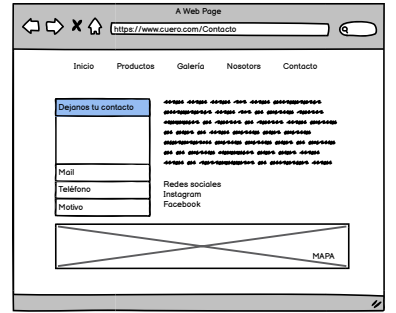 A Web Page
https://www.cuero.com/Contacto
Inicio Productos Galería Nosotors Contacto
Dejanos tu contacto
Mail
Teléfono
Motivo
Redes sociales
Instagram
Facebook
MAPA